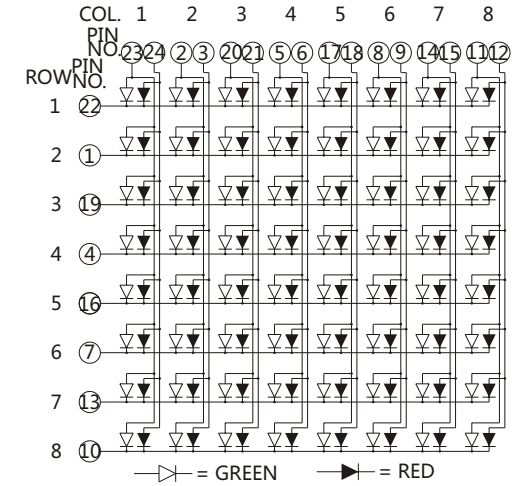 COL. 1 2 3 4 5 6 7 8
PIN NO. 23 24 2 3 20 21 5 6 17 18 8 9 14 15 11 12
ROW PIN NO.
1 22
2 1
3 19
4 4
5 16
6 7
7 13
8 10
= GREEN = RED